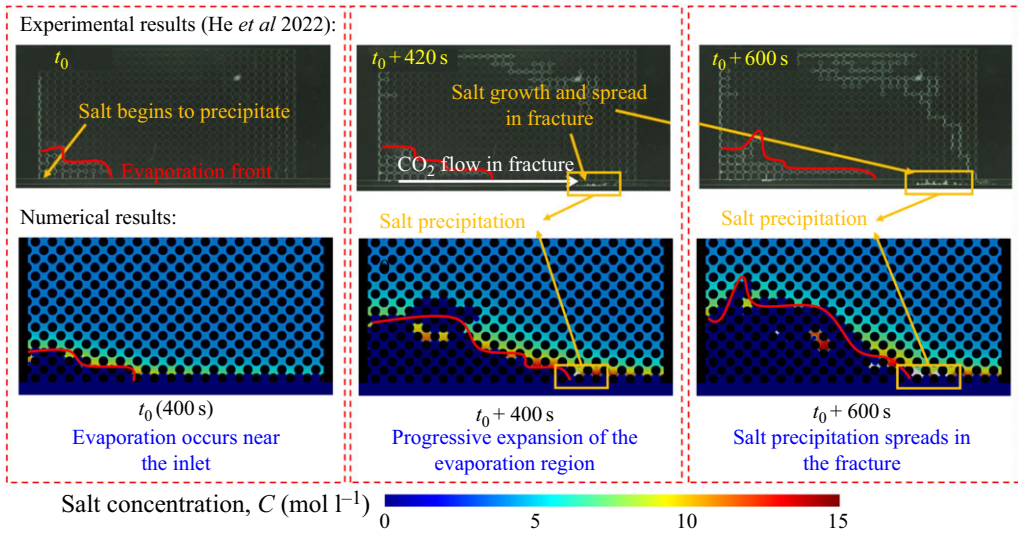 Experimental results (He et al 2022):
t0
Salt begins to precipitate
Evaporation front
t0 + 420 s
Salt growth and spread
in fracture
CO2 flow in fracture
t0 + 600 s
Numerical results:
Salt precipitation
Salt precipitation
t0 (400 s)
Evaporation occurs near
the inlet
t0 + 400 s
Progressive expansion of the
evaporation region
t0 + 600 s
Salt precipitation spreads in
the fracture
Salt concentration, C (mol l–1)
0
5
10
15